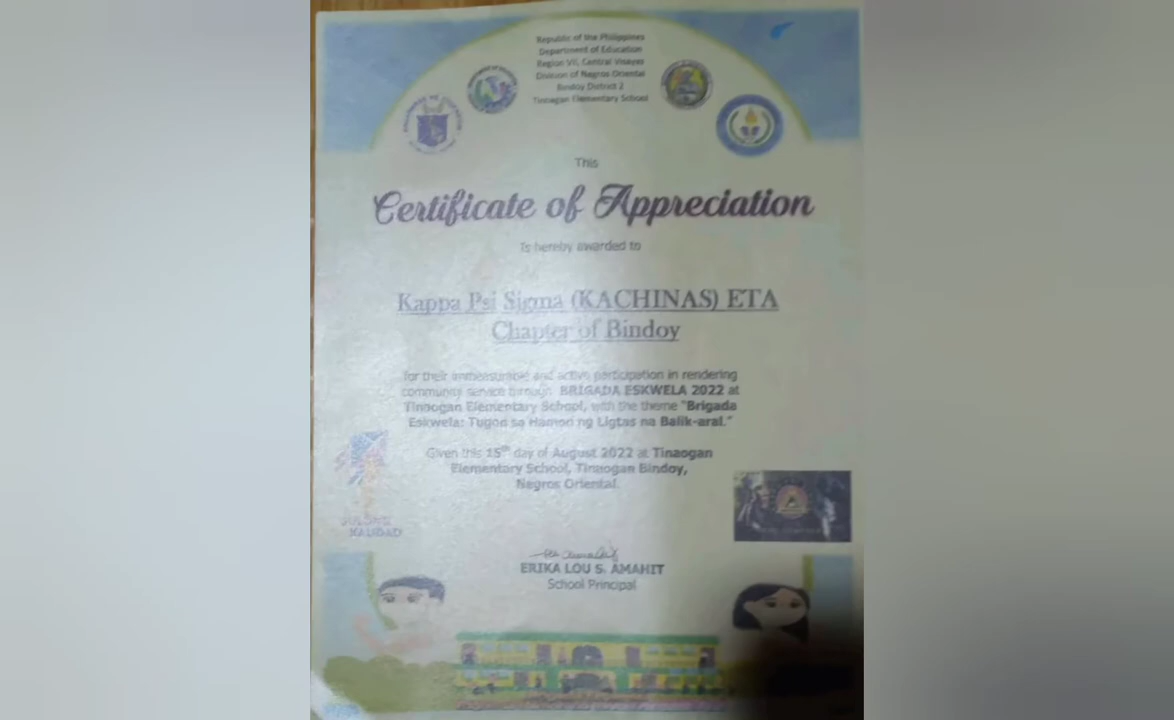 Republic of the Philippines
Department of Education
Region VII, Central Visayas
Division of Negros Oriental
Bindoy District 2
Tinaogan Elementary School
This
Certificate of Appreciation
Is hereby awarded to
Kappa Psi Sigma (KACHINAS) ETA
Chapter of Bindoy
for their immeasurable and active participation in rendering
community service through BRIGADA ESKWELA 2022 at
Tinaogan Elementary School, with the theme "Brigada
Eskwela: Tugon sa Hamon ng Ligtas na Balik-aral."
Given this 15th day of August 2022 at Tinaogan
Elementary School, Tinaogan Bindoy,
Negros Oriental.
KALIDAD
ERIKA LOU S. AMAHIT
School Principal